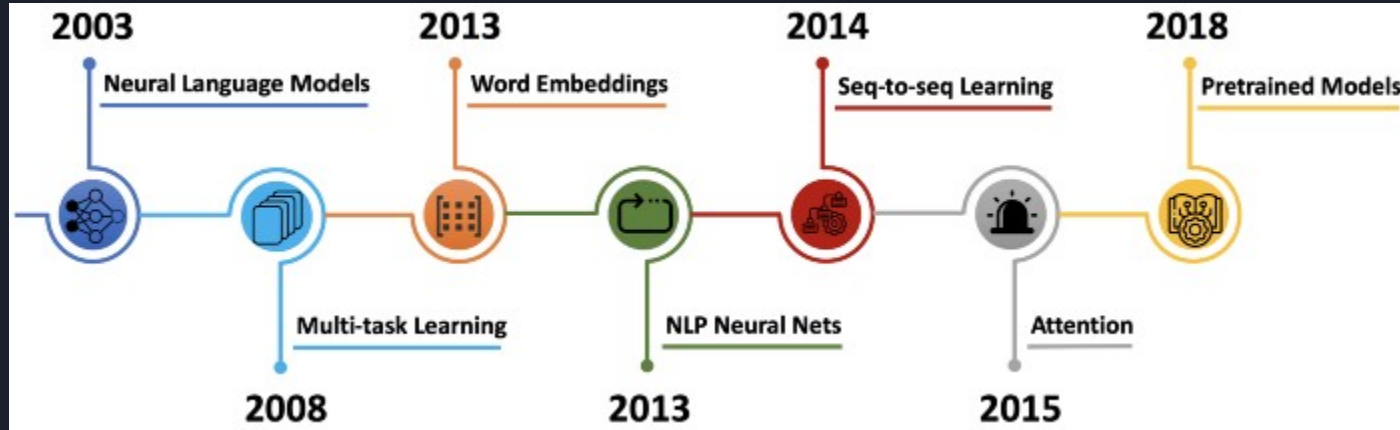 2003
2013
2014
2018
Neural Language Models
Word Embeddings
Seq-to-seq Learning
Pretrained Models
Multi-task Learning
NLP Neural Nets
Attention
2008
2013
2015